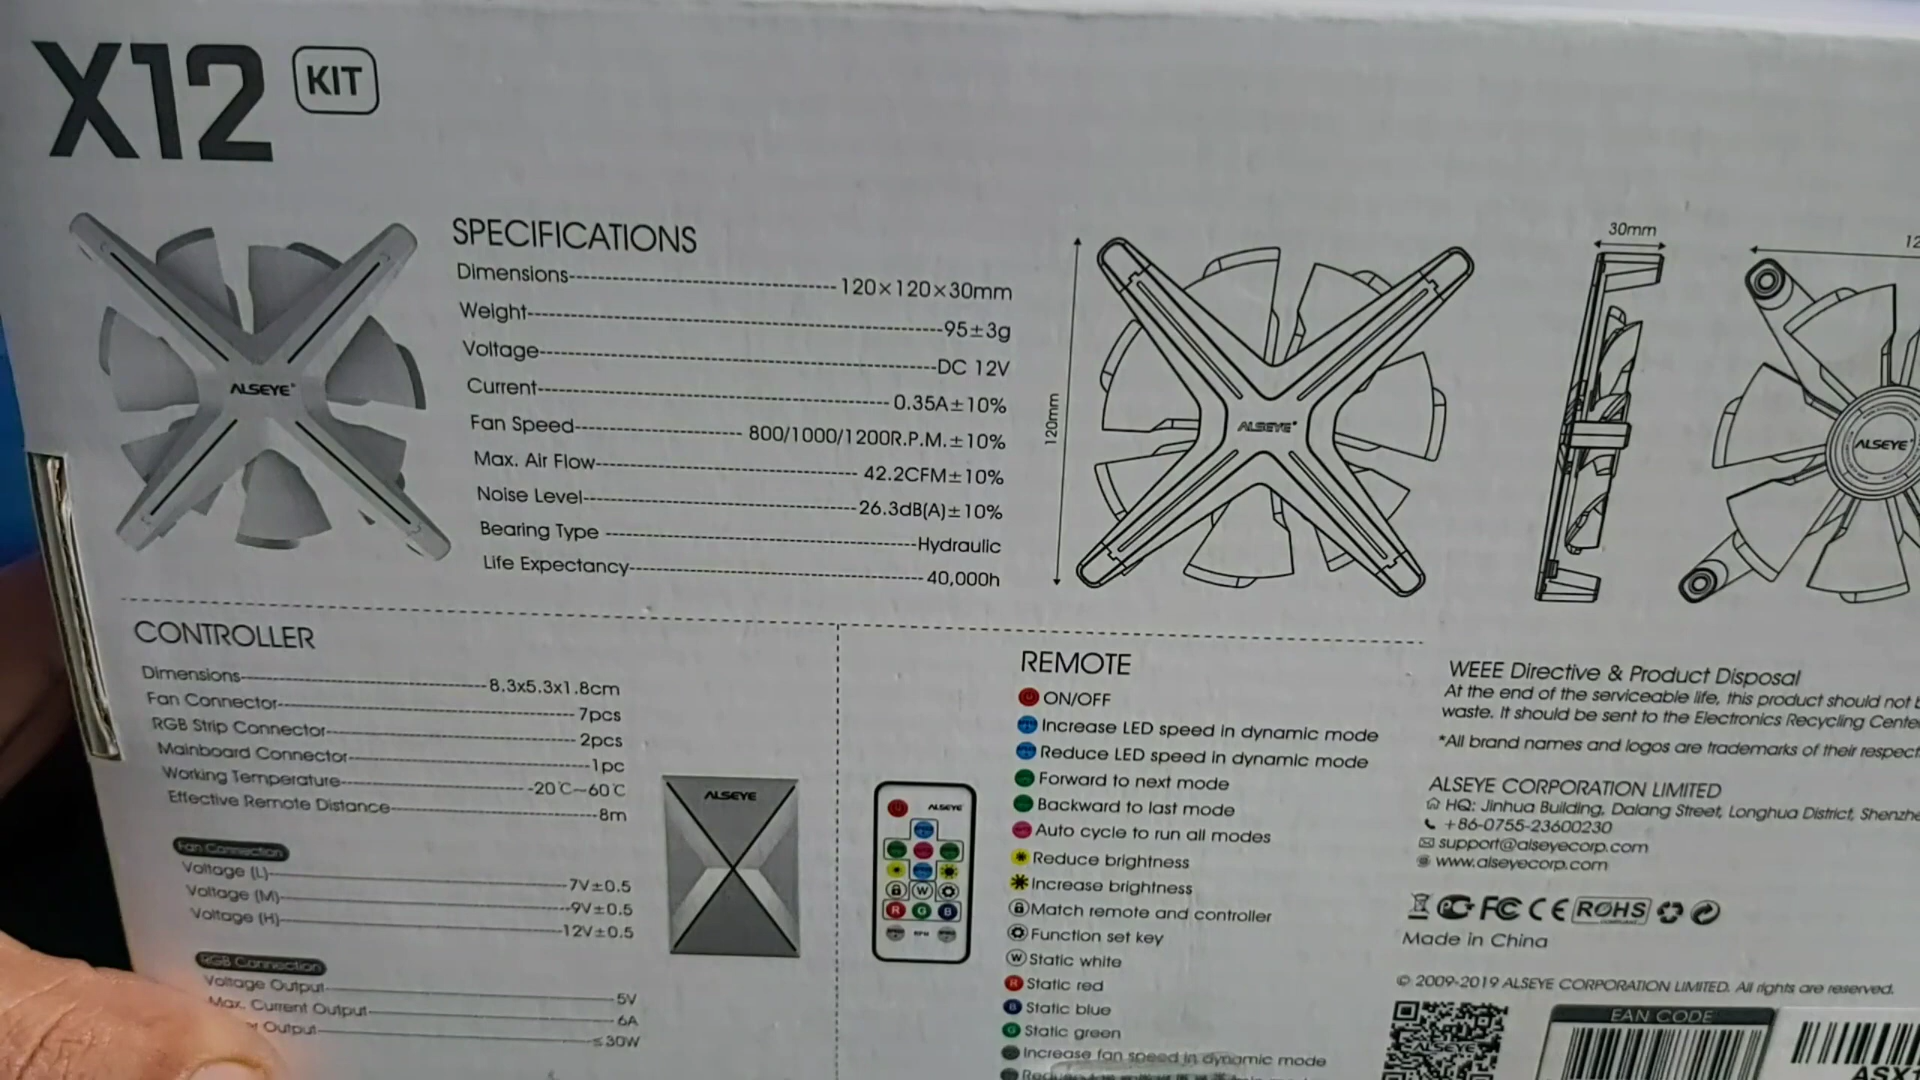 X12 KIT
ALSEYE
SPECIFICATIONS
Dimensions 120×120×30mm
Weight 95±3g
Voltage DC 12V
Current 0.35A±10%
Fan Speed 800/1000/1200R.P.M.±10%
Max. Air Flow 42.2CFM±10%
Noise Level 26.3dB(A)±10%
Bearing Type Hydraulic
Life Expectancy 40,000h
120mm
ALSEYE
30mm
12
ALSEYE
CONTROLLER
Dimensions 8.3x5.3x1.8cm
Fan Connector 7pcs
RGB Strip Connector 2pcs
Mainboard Connector 1pc
Working Temperature -20℃~60℃
Effective Remote Distance 8m
Fan Connection
Voltage (L) 7V±0.5
Voltage (M) 9V±0.5
Voltage (H) 12V±0.5
RGB Connection
Voltage Output 5V
Max. Current Output 6A
Output ≤30W
ALSEYE
ALSEYE
W
R G B
RPM
REMOTE
ON/OFF
Increase LED speed in dynamic mode
Reduce LED speed in dynamic mode
Forward to next mode
Backward to last mode
Auto cycle to run all modes
Reduce brightness
Increase brightness
Match remote and controller
Function set key
W Static white
R Static red
B Static blue
G Static green
Increase fan speed in dynamic mode
WEEE Directive & Product Disposal
At the end of the serviceable life, this product should not
waste. It should be sent to the Electronics Recycling
*All brand names and logos are trademarks of their
ALSEYE CORPORATION LIMITED
HQ: Jinhua Building, Dalang Street, Longhua District,
+86-0755-23600230
support@alseyecorp.com
www.alseyecorp.com
FC CE ROHS
Made in China
© 2009-2019 ALSEYE CORPORATION LIMITED. All rights are reserved.
ALSEYE
EAN CODE